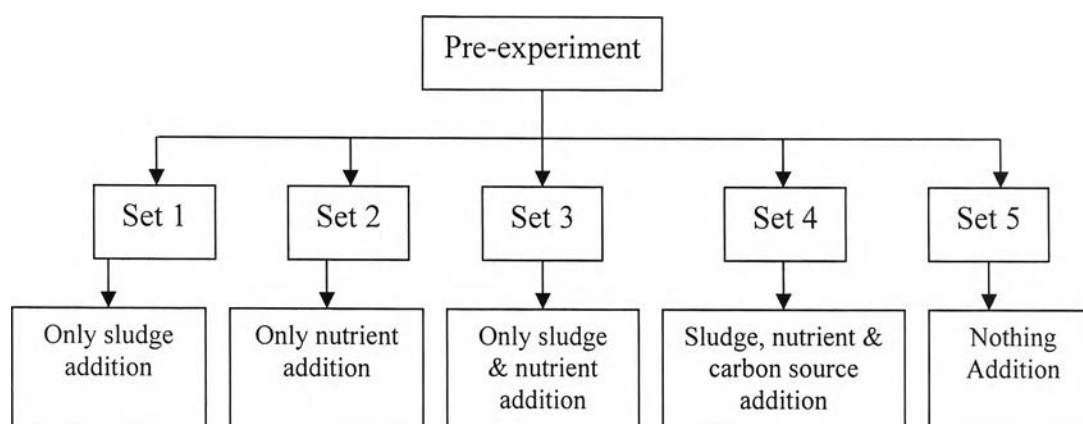 Pre-experiment
Set 1
Set 2
Set 3
Set 4
Set 5
Only sludge
addition
Only nutrient
addition
Only sludge
& nutrient
addition
Sludge, nutrient &
carbon source
addition
Nothing
Addition